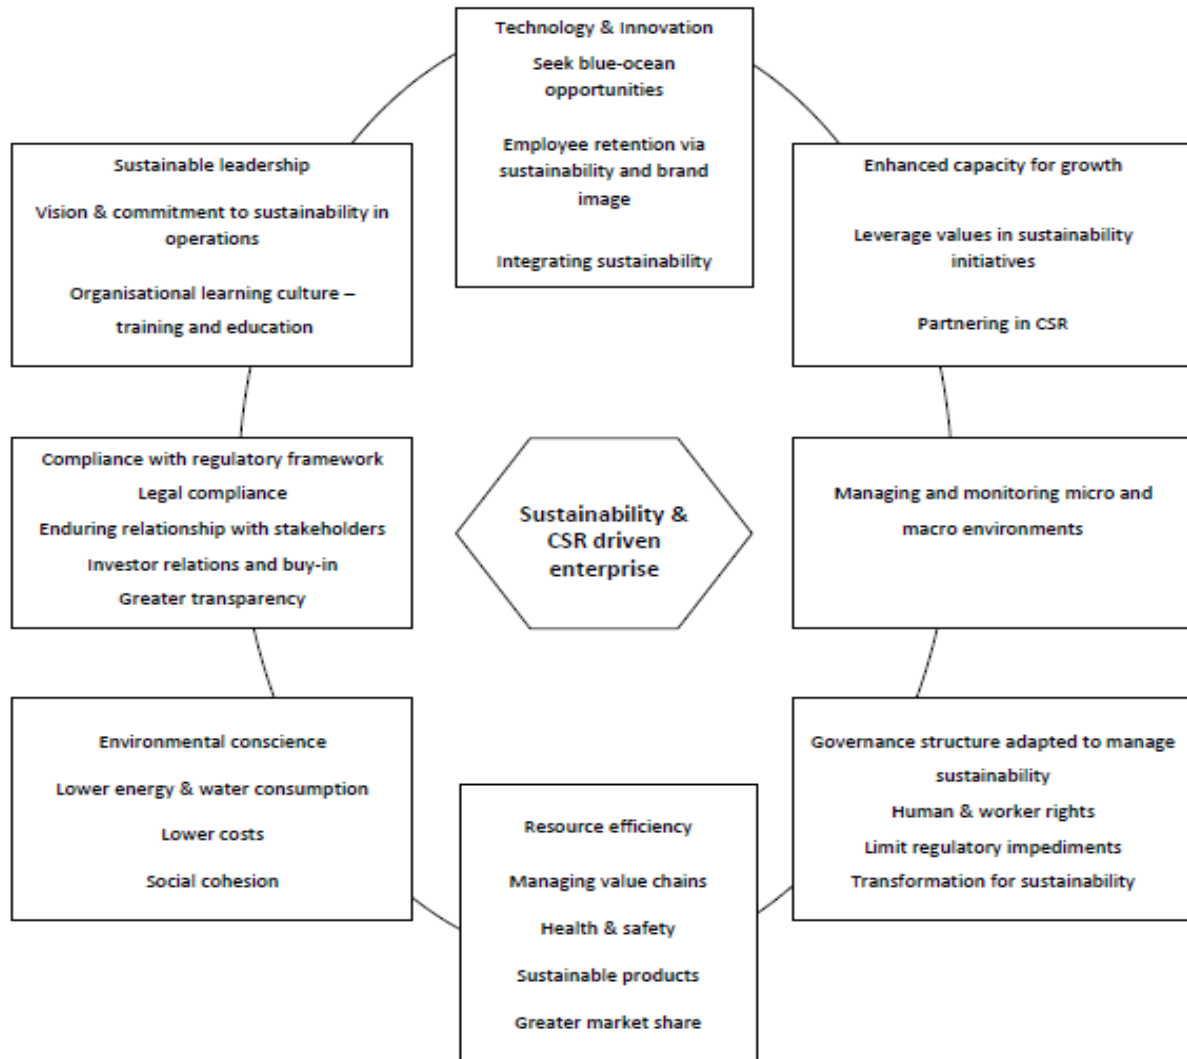 Technology & Innovation
Seek blue-ocean
opportunities
Employee retention via
sustainability and brand
image
Integrating sustainability
Sustainable leadership
Vision & commitment to sustainability in
operations
Organisational learning culture –
training and education
Enhanced capacity for growth
Leverage values in sustainability
initiatives
Partnering in CSR
Compliance with regulatory framework
Legal compliance
Enduring relationship with stakeholders
Investor relations and buy-in
Greater transparency
Sustainability &
CSR driven
enterprise
Managing and monitoring micro and
macro environments
Environmental conscience
Lower energy & water consumption
Lower costs
Social cohesion
Resource efficiency
Managing value chains
Health & safety
Sustainable products
Greater market share
Governance structure adapted to manage
sustainability
Human & worker rights
Limit regulatory impediments
Transformation for sustainability